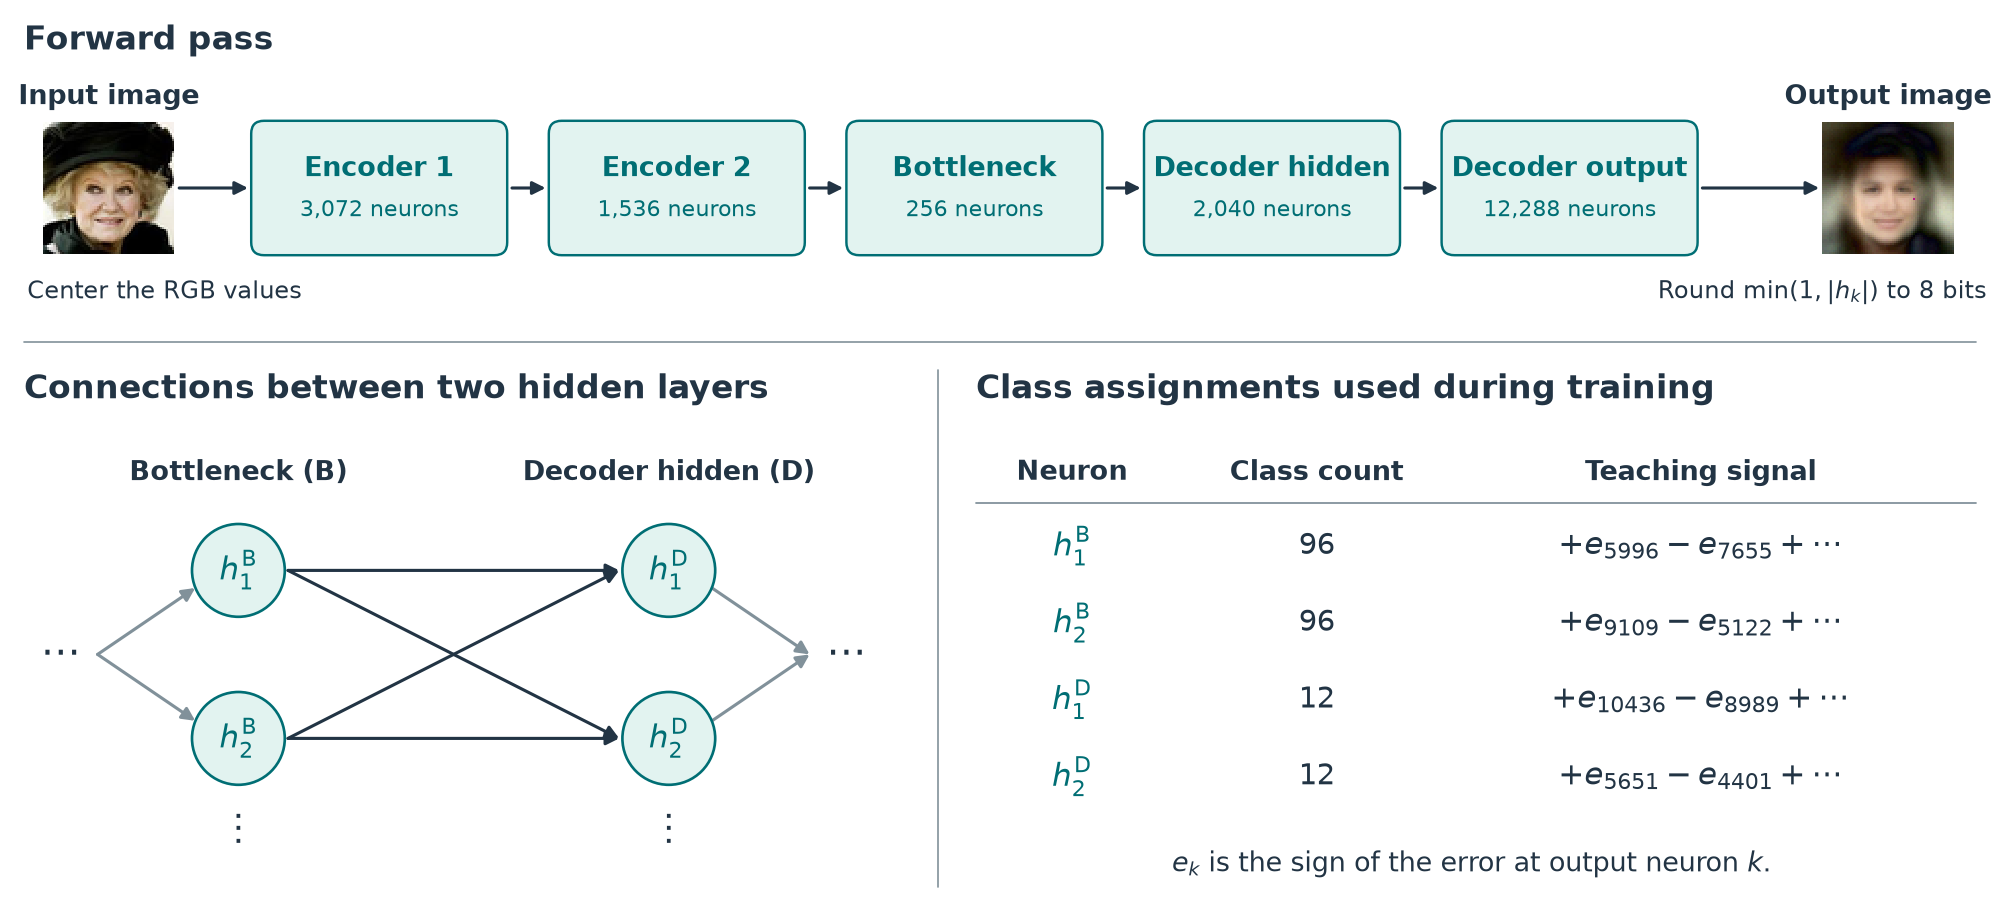 Forward pass
Input image
Output image
Encoder 1
3,072 neurons
Encoder 2
1,536 neurons
Bottleneck
256 neurons
Decoder hidden
2,040 neurons
Decoder output
12,288 neurons
Center the RGB values
Round min(1, |hₖ|) to 8 bits
Connections between two hidden layers
Bottleneck (B)
Decoder hidden (D)
h₁ᴮ
h₁ᴰ
⋯
⋯
h₂ᴮ
h₂ᴰ
⋮
⋮
Class assignments used during training
Neuron Class count Teaching signal
h₁ᴮ 96 +e₅₉₉₆ − e₇₆₅₅ + ⋯
h₂ᴮ 96 +e₉₁₀₉ − e₅₁₂₂ + ⋯
h₁ᴰ 12 +e₁₀₄₃₆ − e₈₉₈₉ + ⋯
h₂ᴰ 12 +e₅₆₅₁ − e₄₄₀₁ + ⋯
eₖ is the sign of the error at output neuron k.